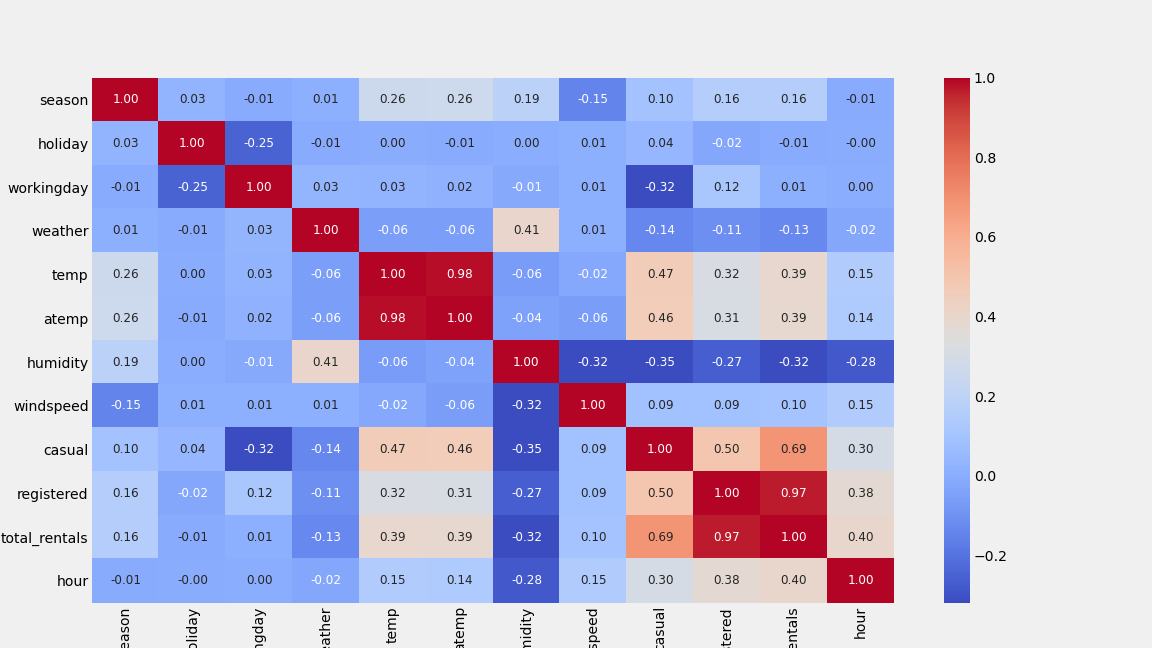 season 1.00 0.03 -0.01 0.01 0.26 0.26 0.19 -0.15 0.10 0.16 0.16 -0.01
holiday 0.03 1.00 -0.25 -0.01 0.00 -0.01 0.00 0.01 0.04 -0.02 -0.01 -0.00
workingday -0.01 -0.25 1.00 0.03 0.03 0.02 -0.01 0.01 -0.32 0.12 0.01 0.00
weather 0.01 -0.01 0.03 1.00 -0.06 -0.06 0.41 0.01 -0.14 -0.11 -0.13 -0.02
temp 0.26 0.00 0.03 -0.06 1.00 0.98 -0.06 -0.02 0.47 0.32 0.39 0.15
atemp 0.26 -0.01 0.02 -0.06 0.98 1.00 -0.04 -0.06 0.46 0.31 0.39 0.14
humidity 0.19 0.00 -0.01 0.41 -0.06 -0.04 1.00 -0.32 -0.35 -0.27 -0.32 -0.28
windspeed -0.15 0.01 0.01 0.01 -0.02 -0.06 -0.32 1.00 0.09 0.09 0.10 0.15
casual 0.10 0.04 -0.32 -0.14 0.47 0.46 -0.35 0.09 1.00 0.50 0.69 0.30
registered 0.16 -0.02 0.12 -0.11 0.32 0.31 -0.27 0.09 0.50 1.00 0.97 0.38
total_rentals 0.16 -0.01 0.01 -0.13 0.39 0.39 -0.32 0.10 0.69 0.97 1.00 0.40
hour -0.01 -0.00 0.00 -0.02 0.15 0.14 -0.28 0.15 0.30 0.38 0.40 1.00
eason
oliday
ngday
eather
temp
atemp
midity
speed
casual
stered
entals
hour
1.0
0.8
0.6
0.4
0.2
0.0
−0.2